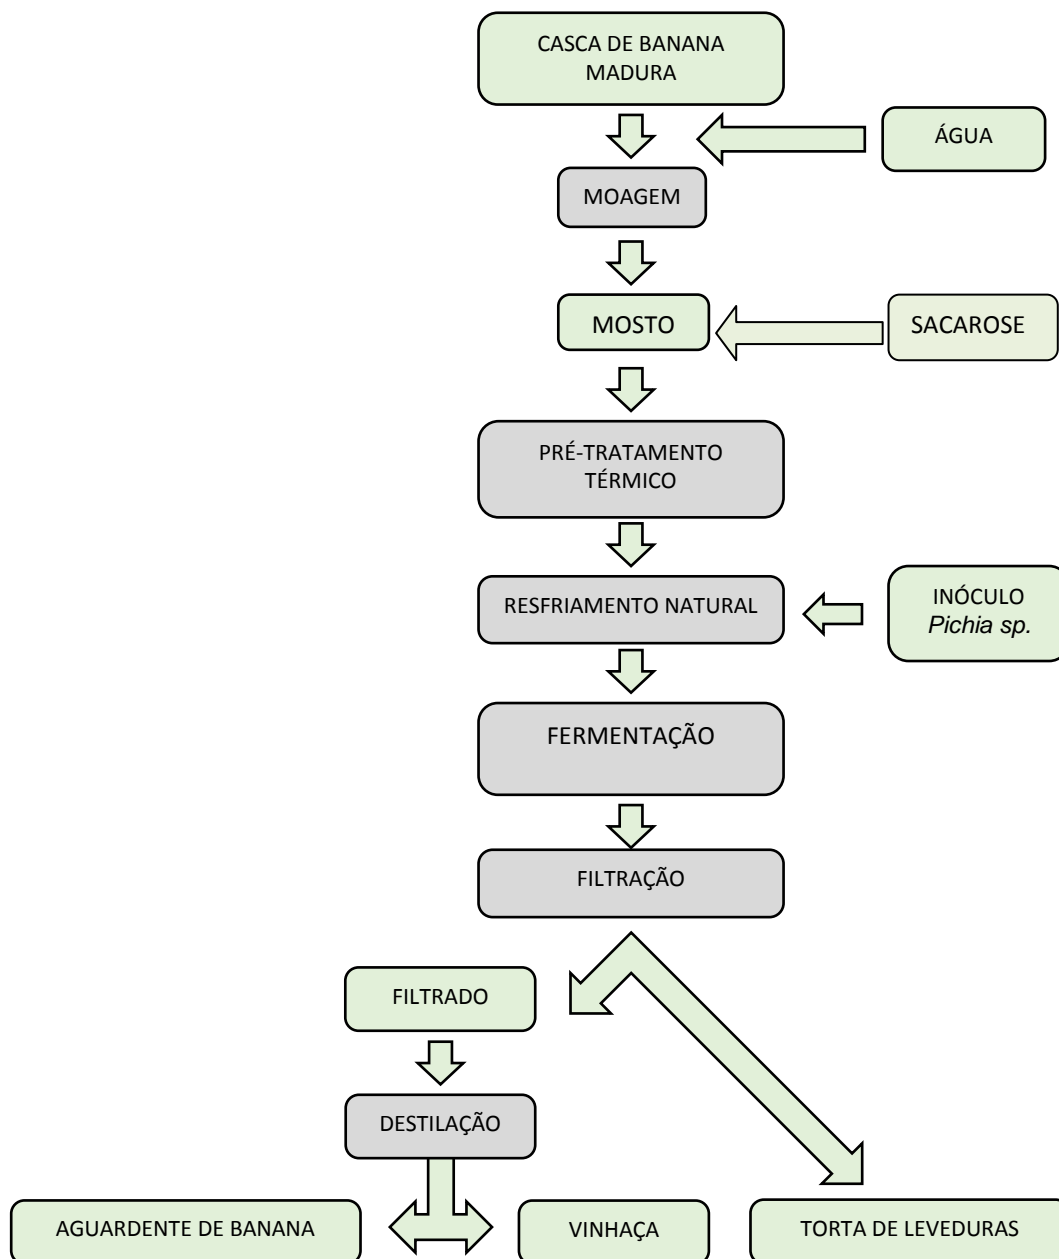 CASCA DE BANANA
MADURA
ÁGUA
MOAGEM
MOSTO
SACAROSE
PRÉ-TRATAMENTO
TÉRMICO
RESFRIAMENTO NATURAL
INÓCULO
Pichia sp.
FERMENTAÇÃO
FILTRAÇÃO
FILTRADO
DESTILAÇÃO
AGUARDENTE DE BANANA
VINHAÇA
TORTA DE LEVEDURAS